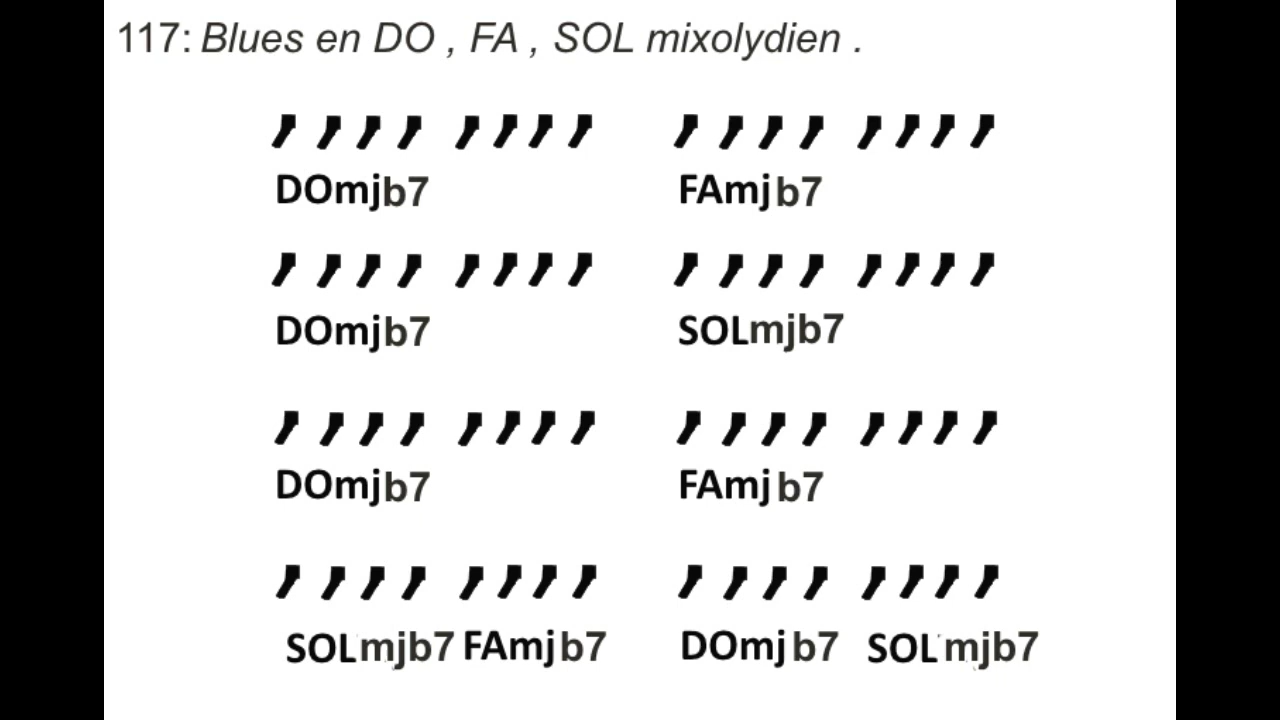 117: Blues en DO , FA , SOL mixolydien .
, , , , , , , , , , , , , , , ,
DOmjb7 FAmjb7
, , , , , , , , , , , , , , , ,
DOmjb7 SOLmjb7
, , , , , , , , , , , , , , , ,
DOmjb7 FAmjb7
, , , , , , , , , , , , , , , ,
SOLmjb7 FAmjb7 DOmjb7 SOLmjb7